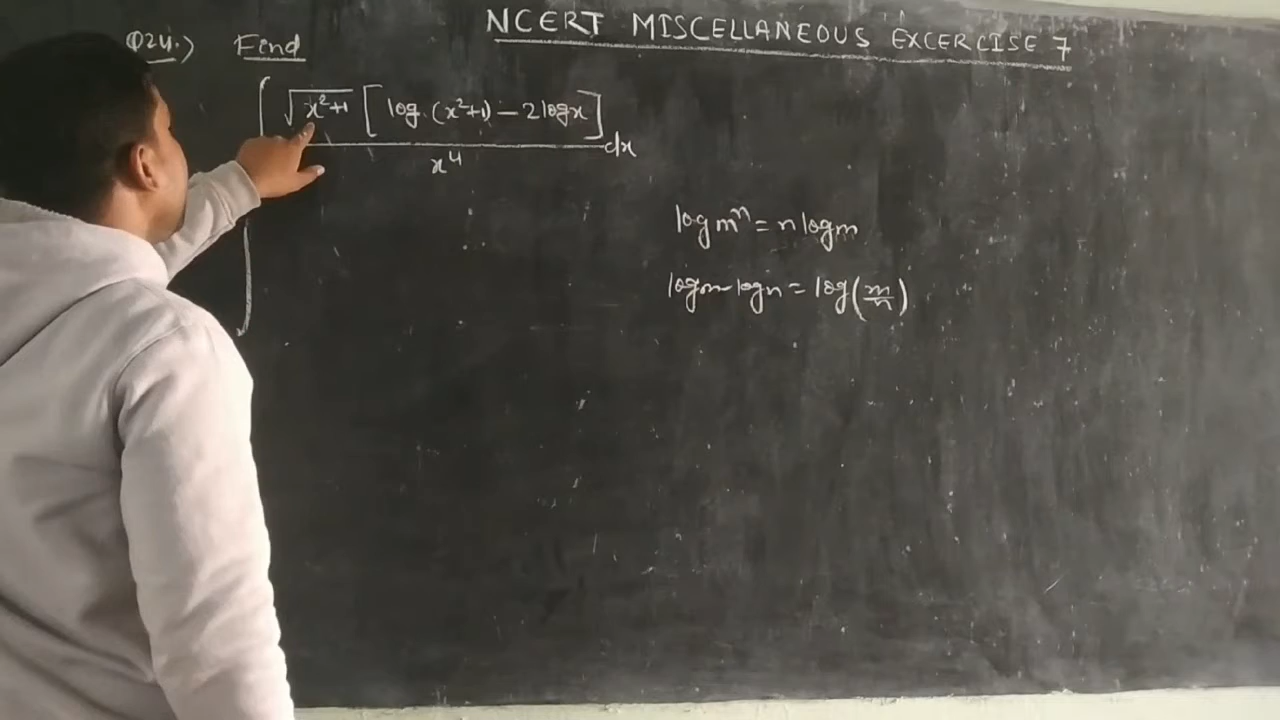 NCERT MISCELLANEOUS EXCERCISE 7
Q24.) Find
∫ √x²+1 [log (x²+1) – 2logx]
x⁴ dx
log mⁿ = n log m
logm - logn = log(m/n)